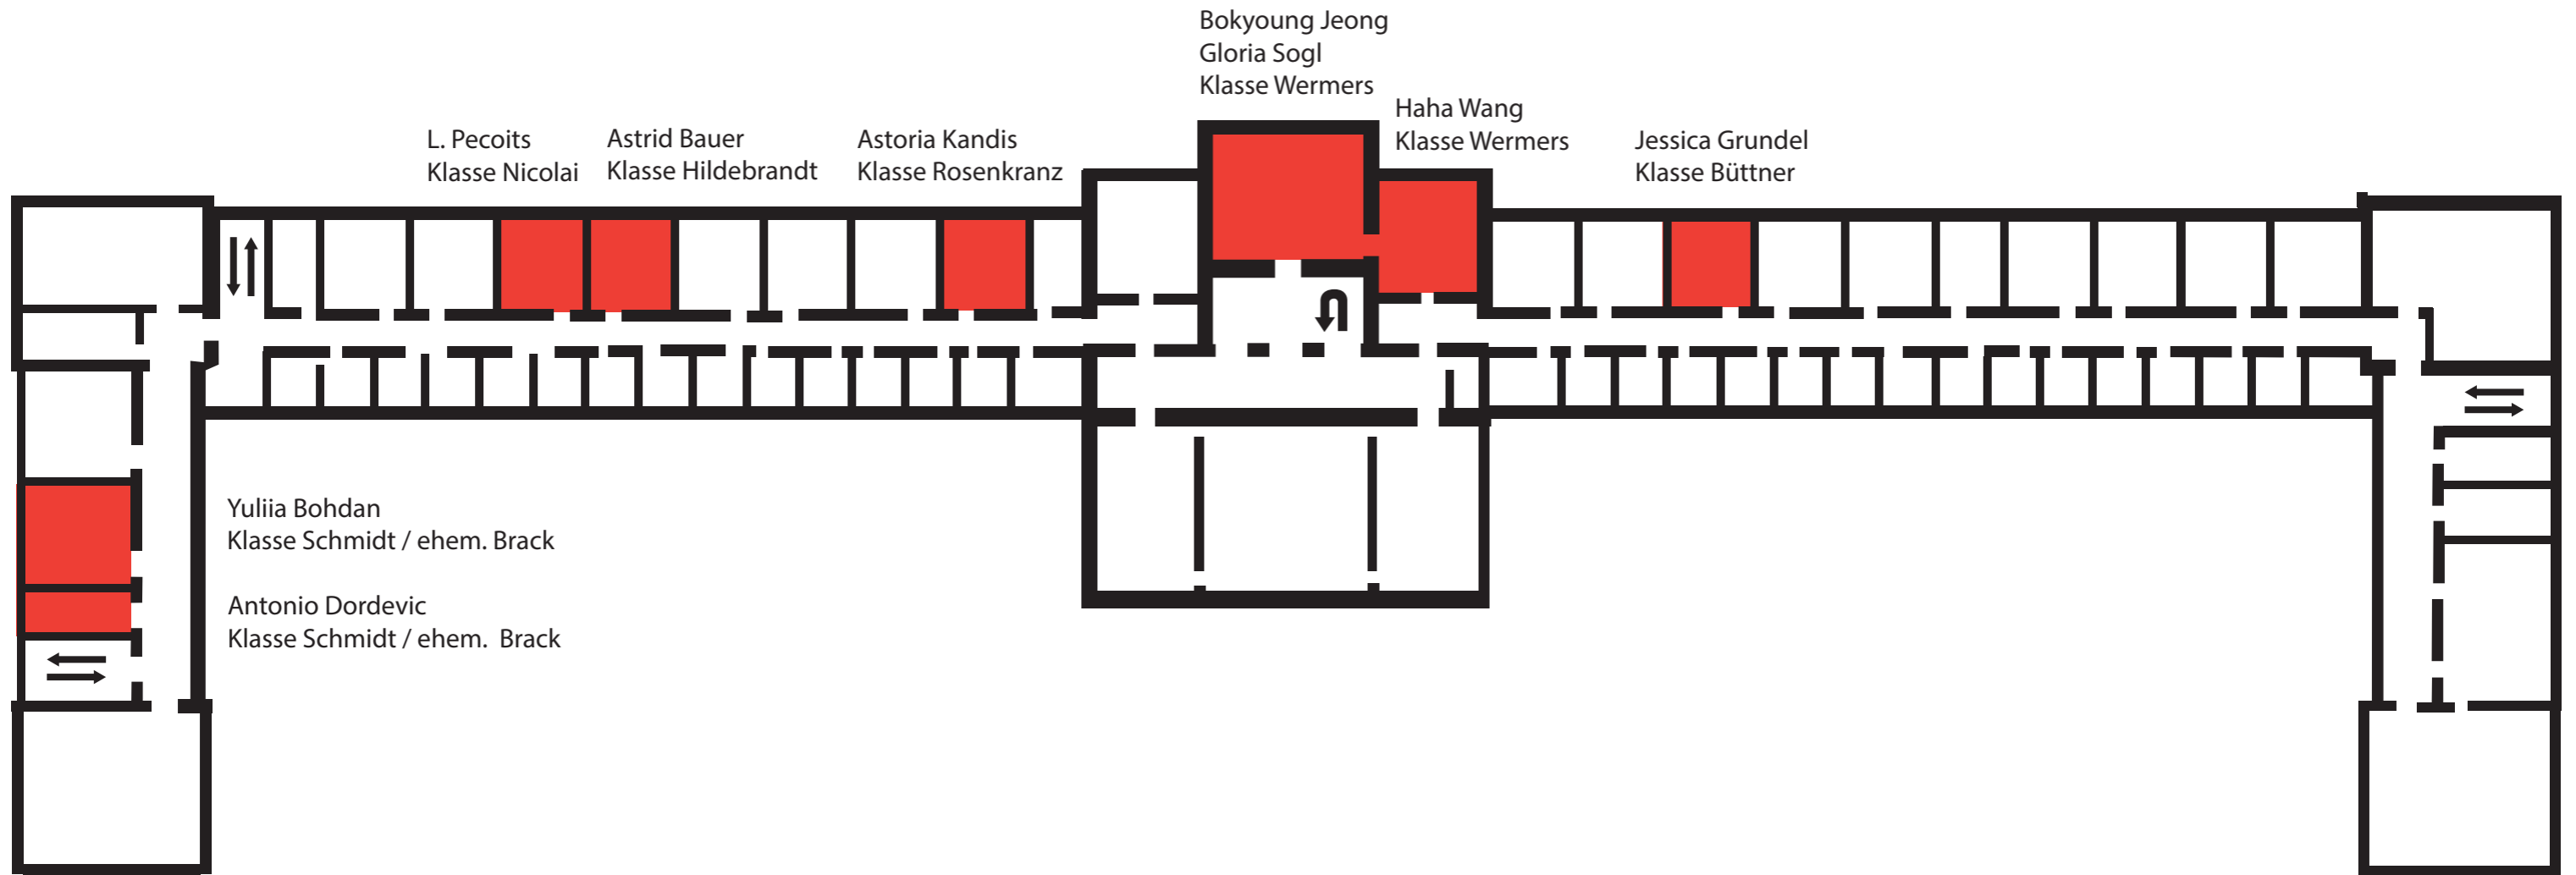 Bokyoung Jeong
Gloria Sogl
Klasse Wermers
Haha Wang
Klasse Wermers
L. Pecoits
Klasse Nicolai
Astrid Bauer
Klasse Hildebrandt
Astoria Kandis
Klasse Rosenkranz
Jessica Grundel
Klasse Büttner
Yuliia Bohdan
Klasse Schmidt / ehem. Brack
Antonio Dordevic
Klasse Schmidt / ehem.  Brack